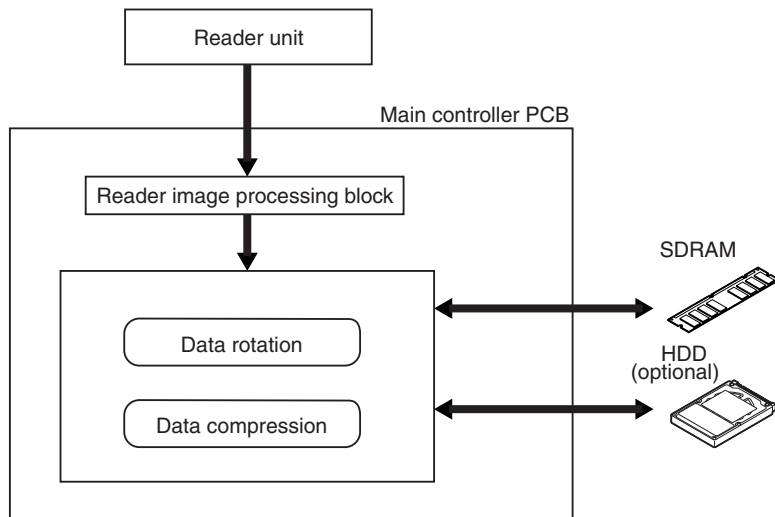 Reader unit
Main controller PCB
Reader image processing block
SDRAM
Data rotation
HDD
(optional)
Data compression